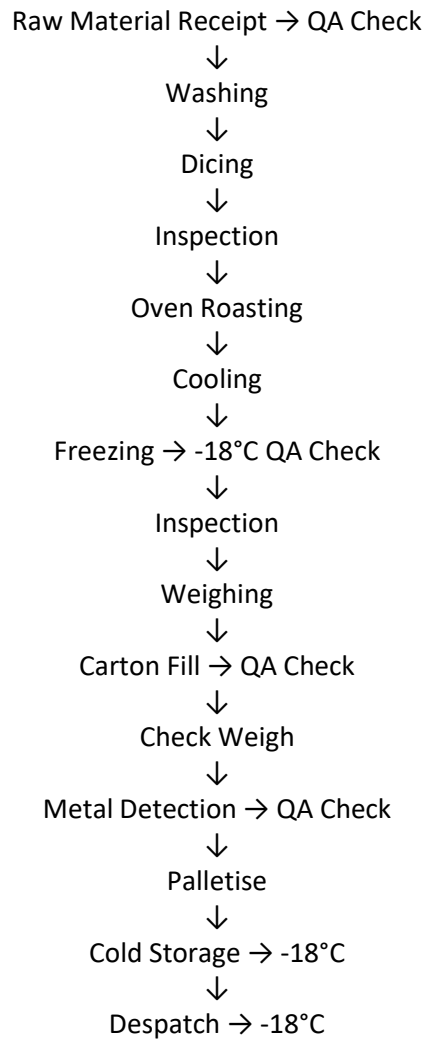 Raw Material Receipt → QA Check
↓
Washing
↓
Dicing
↓
Inspection
↓
Oven Roasting
↓
Cooling
↓
Freezing → -18°C QA Check
↓
Inspection
↓
Weighing
↓
Carton Fill → QA Check
↓
Check Weigh
↓
Metal Detection → QA Check
↓
Palletise
↓
Cold Storage → -18°C
↓
Despatch → -18°C